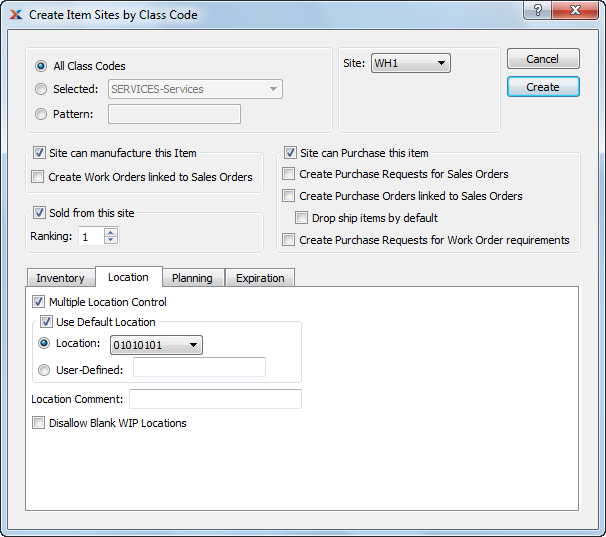 Create Item Sites by Class Code
All Class Codes
Selected: SERVICES-Services
Pattern:
Site: WH1
Cancel
Create
Site can manufacture this Item
Create Work Orders linked to Sales Orders
Sold from this site
Ranking: 1
Site can Purchase this item
Create Purchase Requests for Sales Orders
Create Purchase Orders linked to Sales Orders
Drop ship items by default
Create Purchase Requests for Work Order requirements
Inventory Location Planning Expiration
Multiple Location Control
Use Default Location
Location: 01010101
User-Defined:
Location Comment:
Disallow Blank WIP Locations